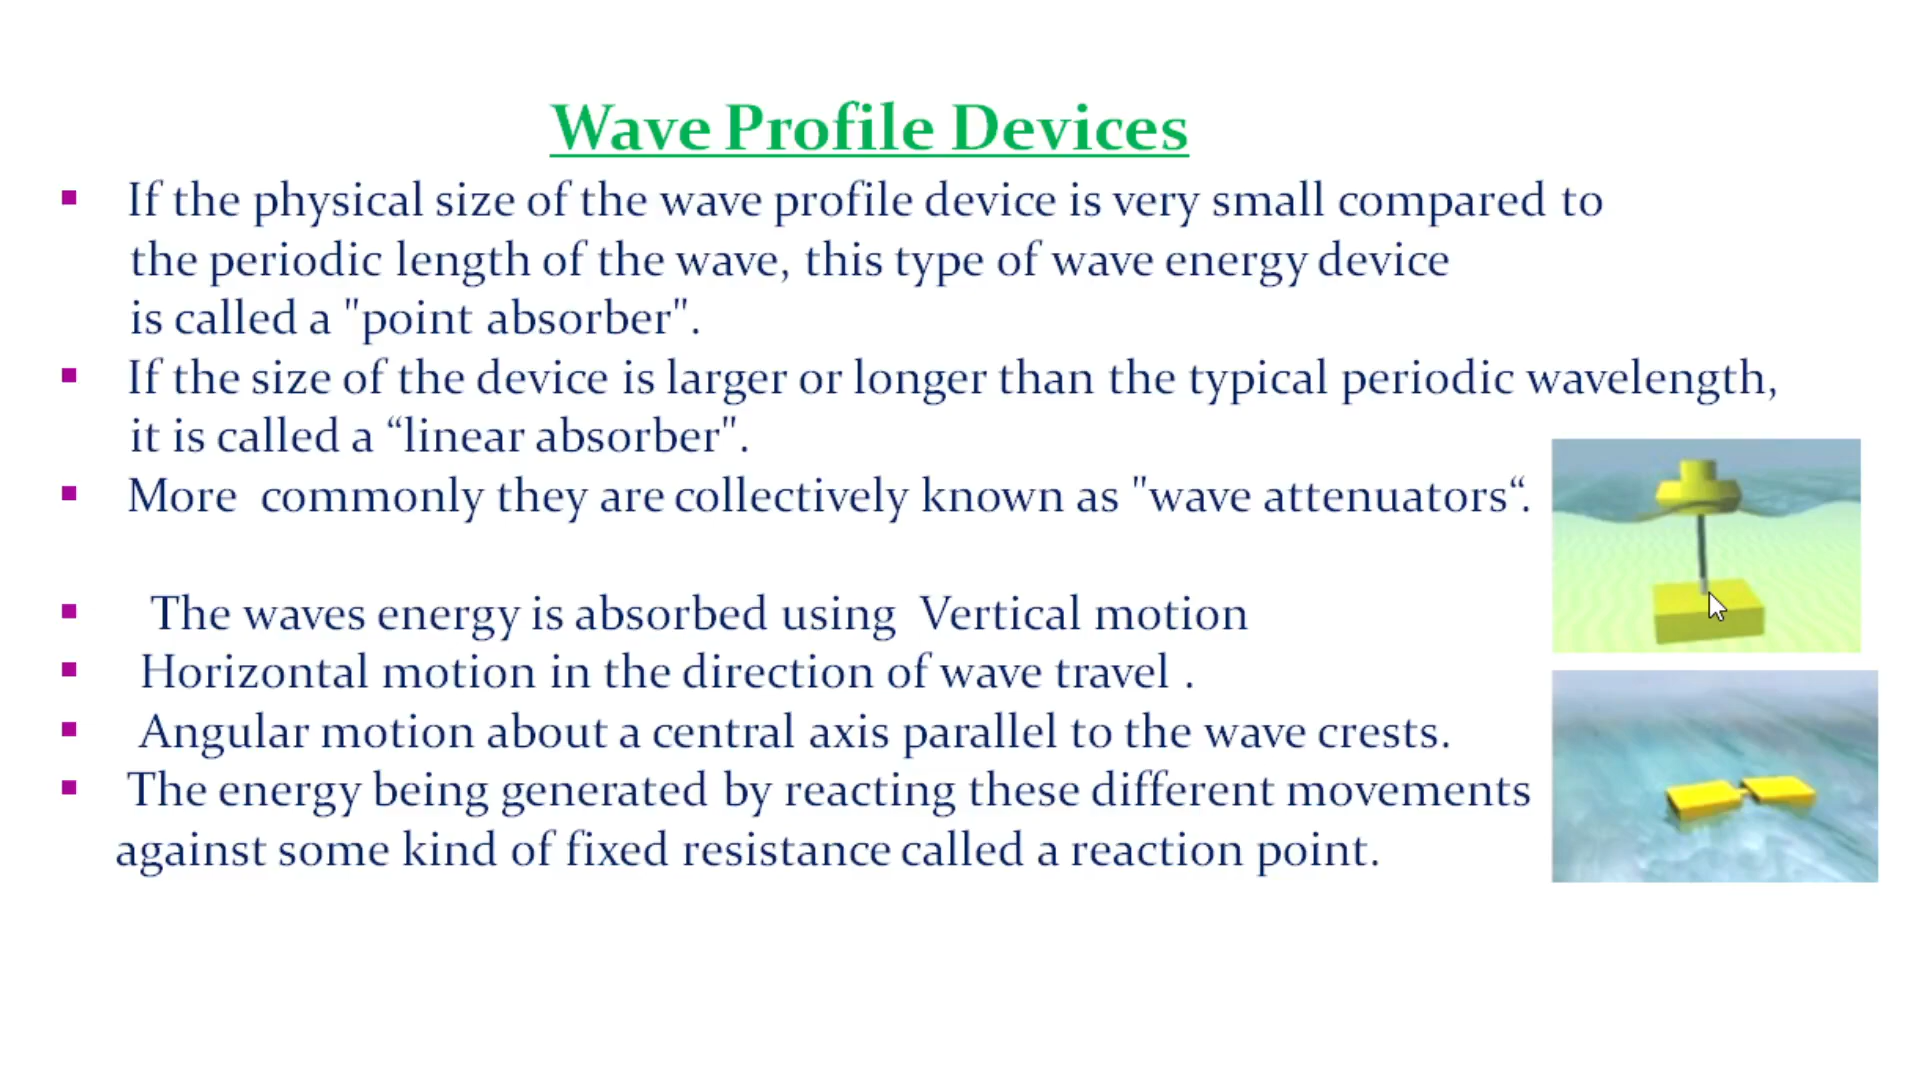 Wave Profile Devices
▪ If the physical size of the wave profile device is very small compared to
the periodic length of the wave, this type of wave energy device
is called a "point absorber".
▪ If the size of the device is larger or longer than the typical periodic wavelength,
it is called a “linear absorber".
▪ More commonly they are collectively known as "wave attenuators“.
▪ The waves energy is absorbed using Vertical motion
▪ Horizontal motion in the direction of wave travel .
▪ Angular motion about a central axis parallel to the wave crests.
▪ The energy being generated by reacting these different movements
against some kind of fixed resistance called a reaction point.